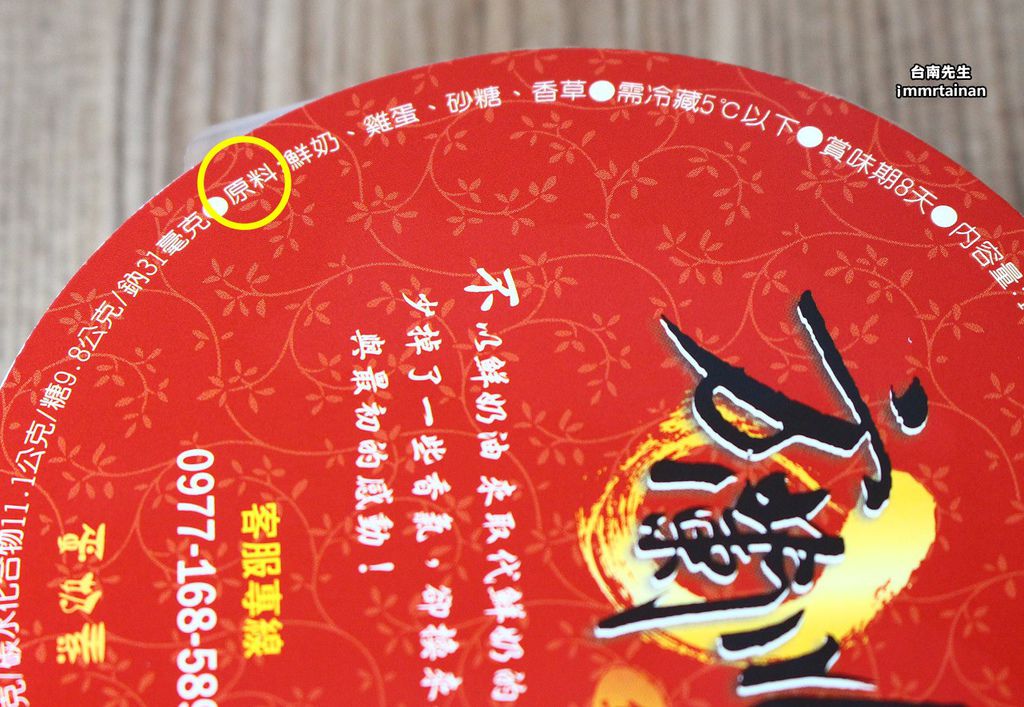 台南先生
immrtainan
克/碳水化合物11.1公克/糖9.8公克/鈉31毫克●原料:鮮奶、雞蛋、砂糖、香草●需冷藏5℃以下●賞味期8天●內容量:
不以鮮奶油來取代鮮奶的
少掉了一些香氣，卻換來
與最初的感動！
客服專線
0977-168-589